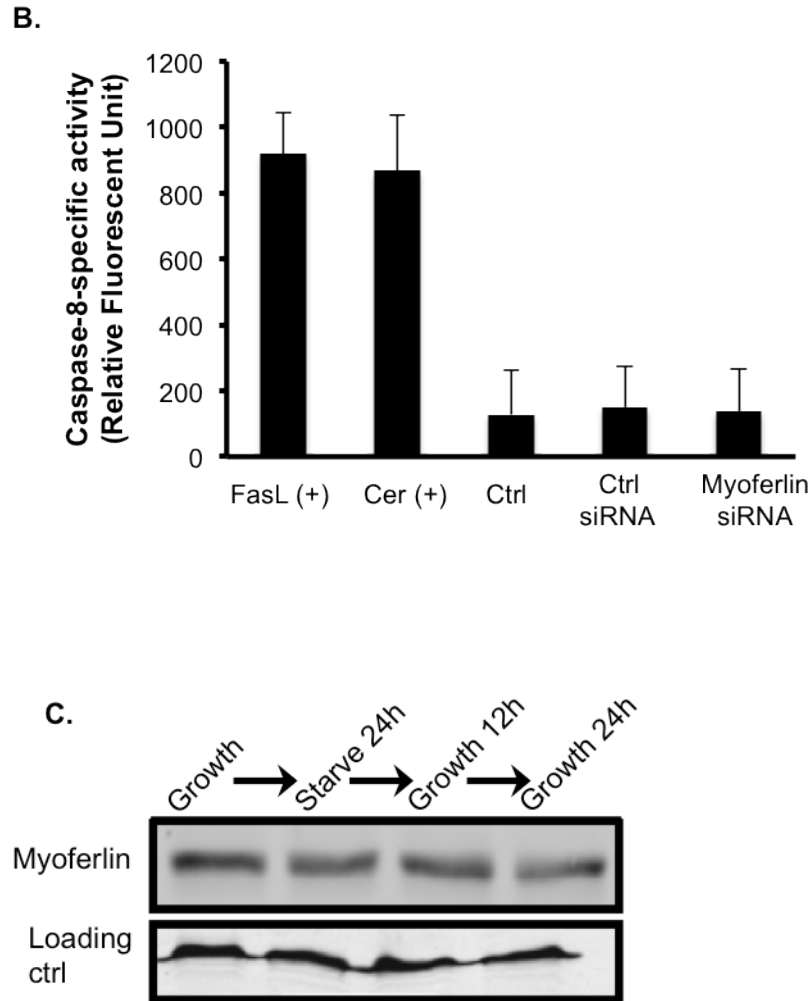 B.
Caspase-8-specific activity
(Relative Fluorescent Unit)
1200
1000
800
600
400
200
0
FasL (+)
Cer (+)
Ctrl
Ctrl
siRNA
Myoferlin
siRNA
C.
Growth
Starve 24h
Growth 12h
Growth 24h
Myoferlin
Loading
ctrl